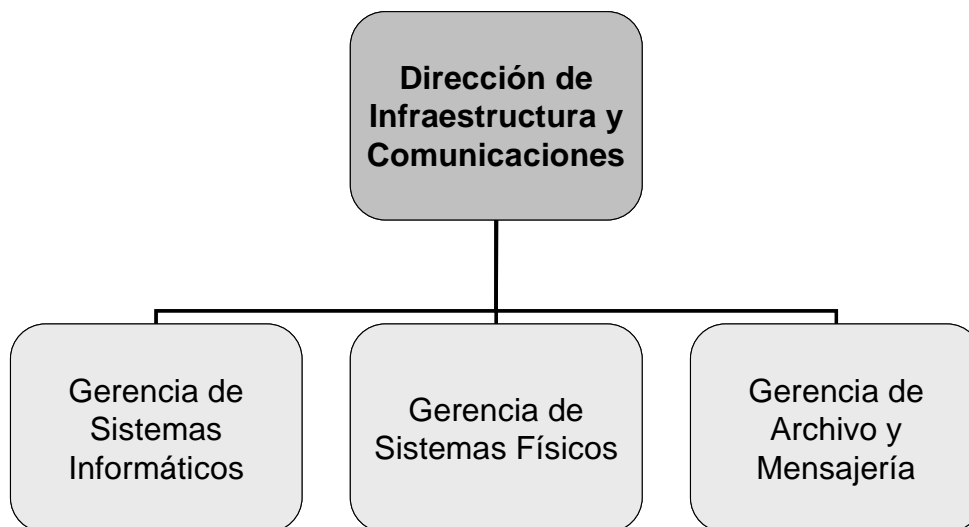 Dirección de
Infraestructura y
Comunicaciones
Gerencia de
Sistemas
Informáticos
Gerencia de
Sistemas Físicos
Gerencia de
Archivo y
Mensajería